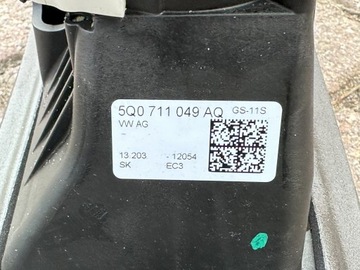 5Q0 711 049 AQ GS-11S
VW AG
-
13 203 - 12054
SK EC3